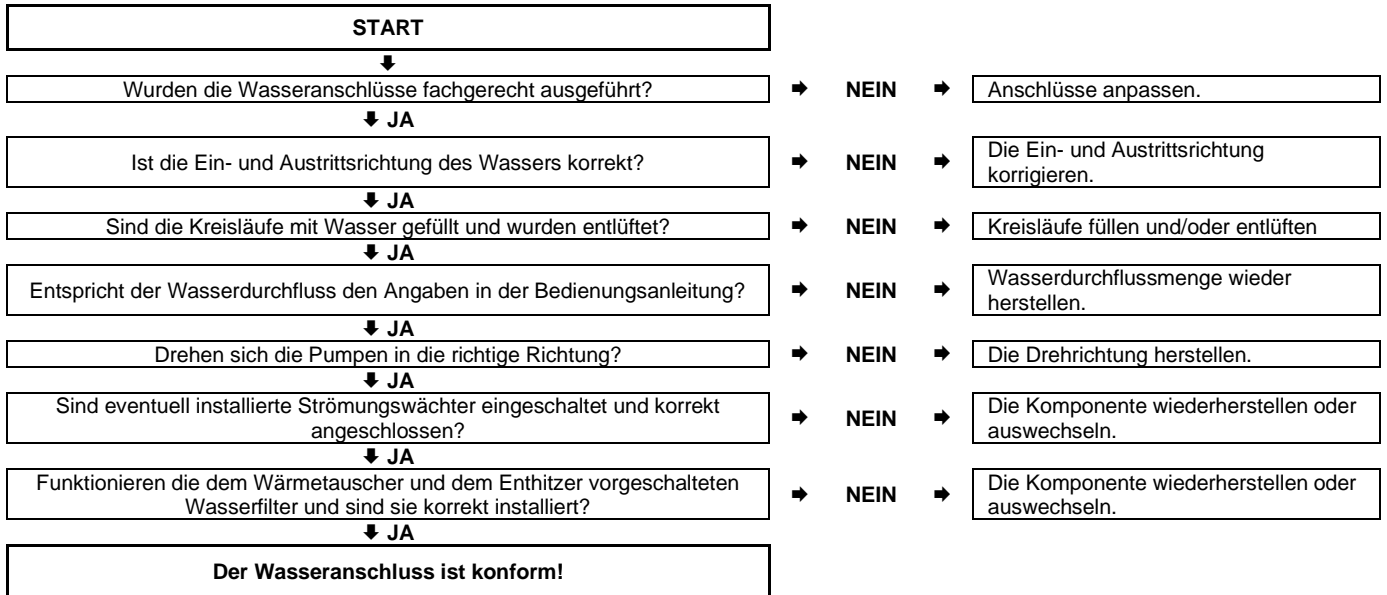 START
🡇
Wurden die Wasseranschlüsse fachgerecht ausgeführt? 🡆 NEIN 🡆 Anschlüsse anpassen.
🡇 JA
Ist die Ein- und Austrittsrichtung des Wassers korrekt? 🡆 NEIN 🡆 Die Ein- und Austrittsrichtung
korrigieren.
🡇 JA
Sind die Kreisläufe mit Wasser gefüllt und wurden entlüftet? 🡆 NEIN 🡆 Kreisläufe füllen und/oder entlüften
🡇 JA
Entspricht der Wasserdurchfluss den Angaben in der Bedienungsanleitung? 🡆 NEIN 🡆 Wasserdurchflussmenge wieder
herstellen.
🡇 JA
Drehen sich die Pumpen in die richtige Richtung? 🡆 NEIN 🡆 Die Drehrichtung herstellen.
🡇 JA
Sind eventuell installierte Strömungswächter eingeschaltet und korrekt
angeschlossen? 🡆 NEIN 🡆 Die Komponente wiederherstellen oder
auswechseln.
🡇 JA
Funktionieren die dem Wärmetauscher und dem Enthitzer vorgeschalteten
Wasserfilter und sind sie korrekt installiert? 🡆 NEIN 🡆 Die Komponente wiederherstellen oder
auswechseln.
🡇 JA
Der Wasseranschluss ist konform!